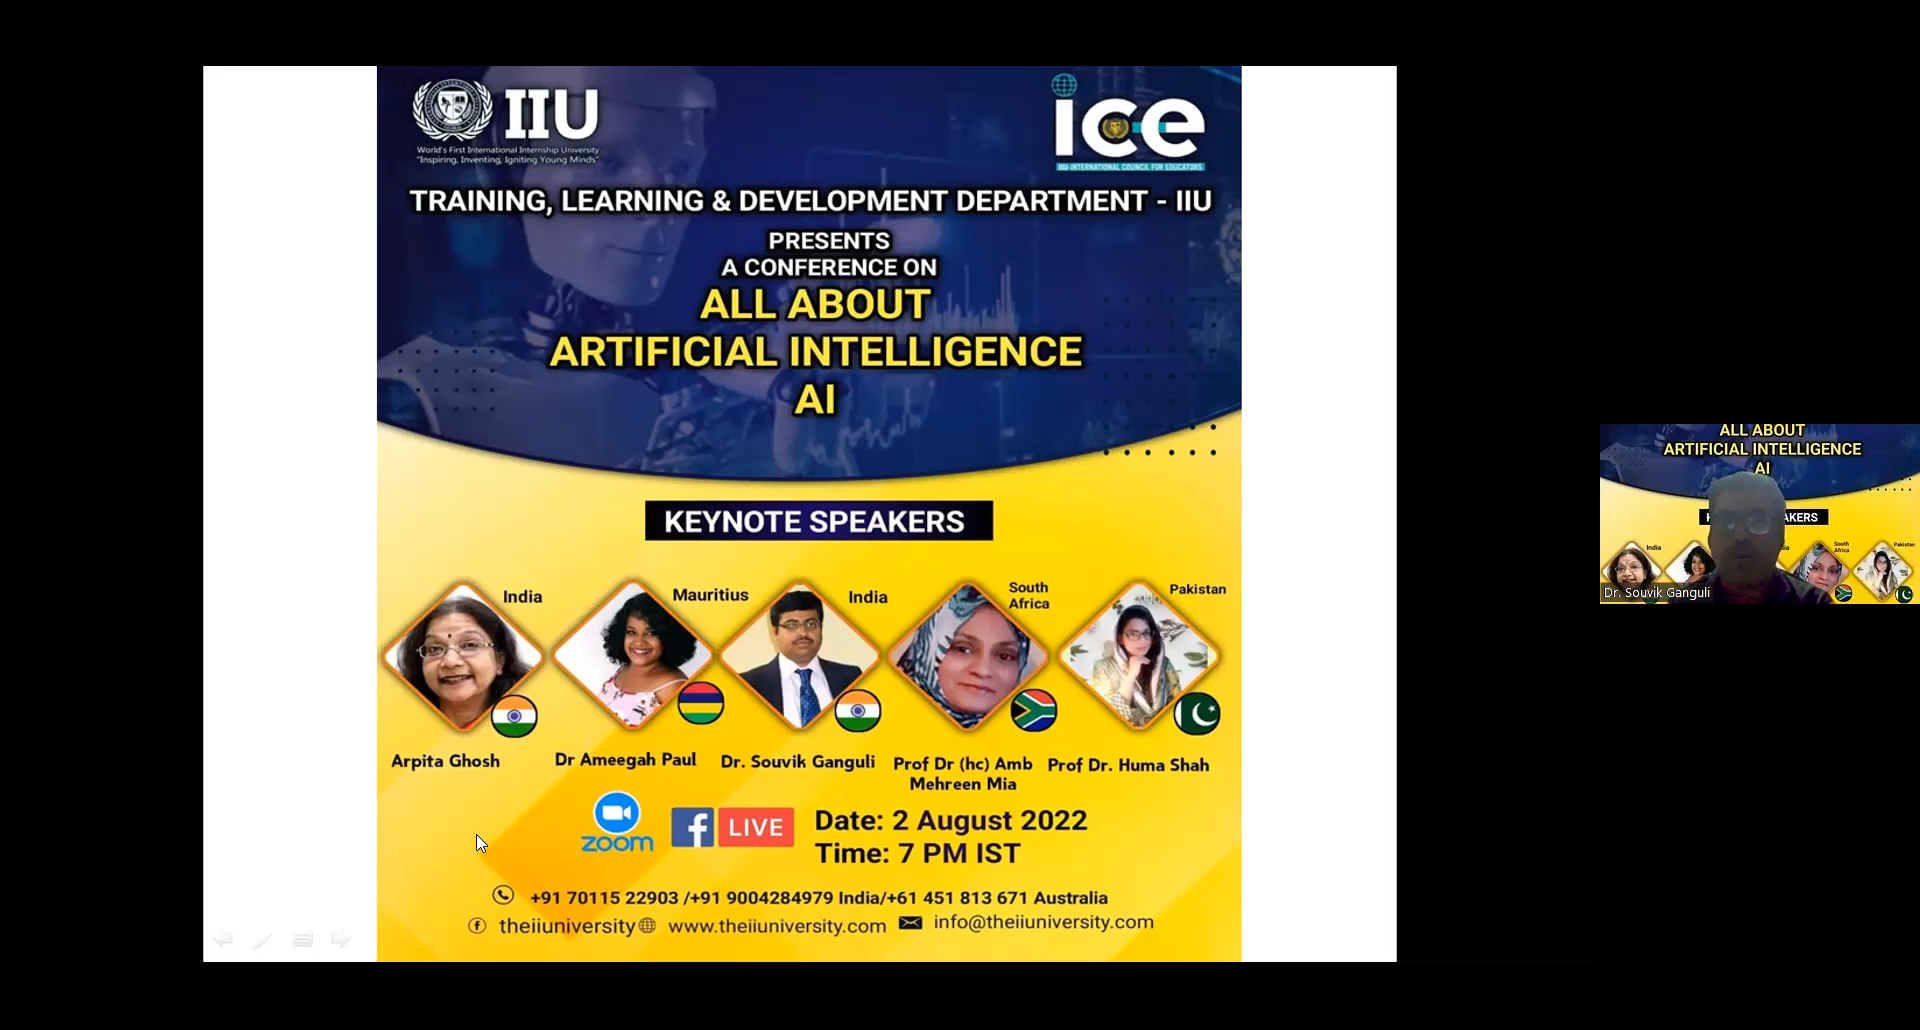 IIU
World's First International Internship University
"Inspiring, Inventing, Igniting Young Minds"
ice
IIU-INTERNATIONAL COUNCIL FOR EDUCATORS
TRAINING, LEARNING & DEVELOPMENT DEPARTMENT - IIU
PRESENTS
A CONFERENCE ON
ALL ABOUT
ARTIFICIAL INTELLIGENCE
AI
KEYNOTE SPEAKERS
India
Mauritius
India
South
Africa
Pakistan
Arpita Ghosh
Dr Ameegah Paul
Dr. Souvik Ganguli
Prof Dr (hc) Amb
Mehreen Mia
Prof Dr. Huma Shah
zoom
f LIVE
Date: 2 August 2022
Time: 7 PM IST
+91 70115 22903 /+91 9004284979 India/+61 451 813 671 Australia
theiiuniversity www.theiiuniversity.com info@theiiuniversity.com
ALL ABOUT
ARTIFICIAL INTELLIGENCE
AI
India
South
Africa
Pakistan
Dr. Souvik Ganguli